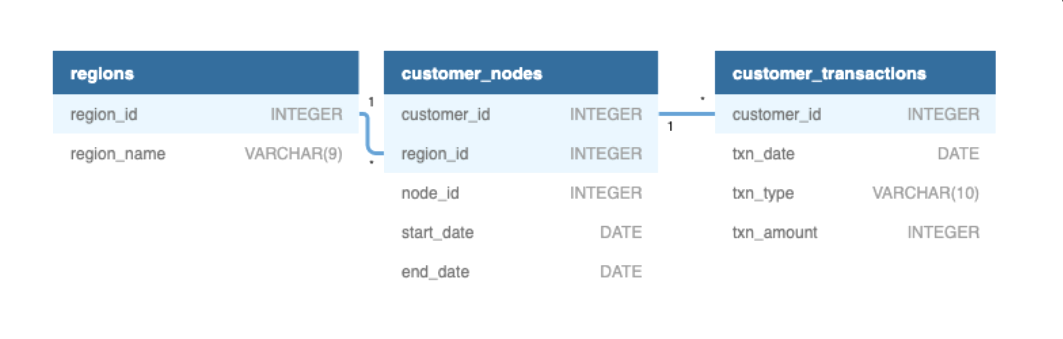 regions
region_id INTEGER
region_name VARCHAR(9)
1
*
customer_nodes
customer_id INTEGER
region_id INTEGER
node_id INTEGER
start_date DATE
end_date DATE
*
1
customer_transactions
customer_id INTEGER
txn_date DATE
txn_type VARCHAR(10)
txn_amount INTEGER